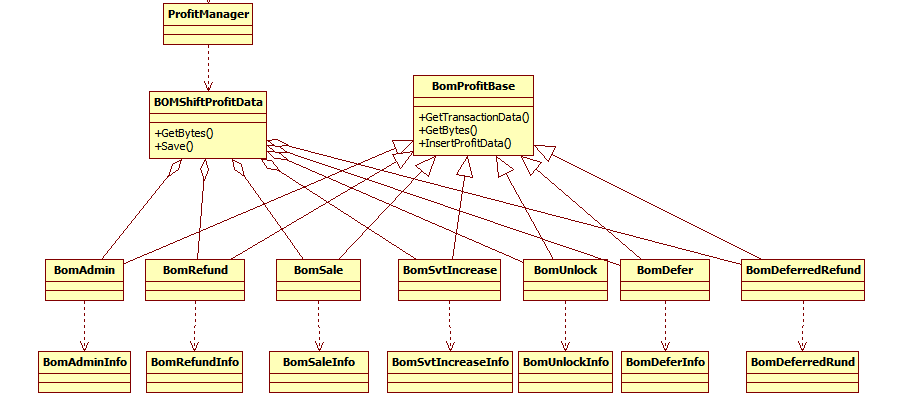 ProfitManager
BOMShiftProfitData
+GetBytes()
+Save()
BomProfitBase
+GetTransactionData()
+GetBytes()
+InsertProfitData()
BomAdmin
BomRefund
BomSale
BomSvtIncrease
BomUnlock
BomDefer
BomDeferredRefund
BomAdminInfo
BomRefundInfo
BomSaleInfo
BomSvtIncreaseInfo
BomUnlockInfo
BomDeferInfo
BomDeferredRund